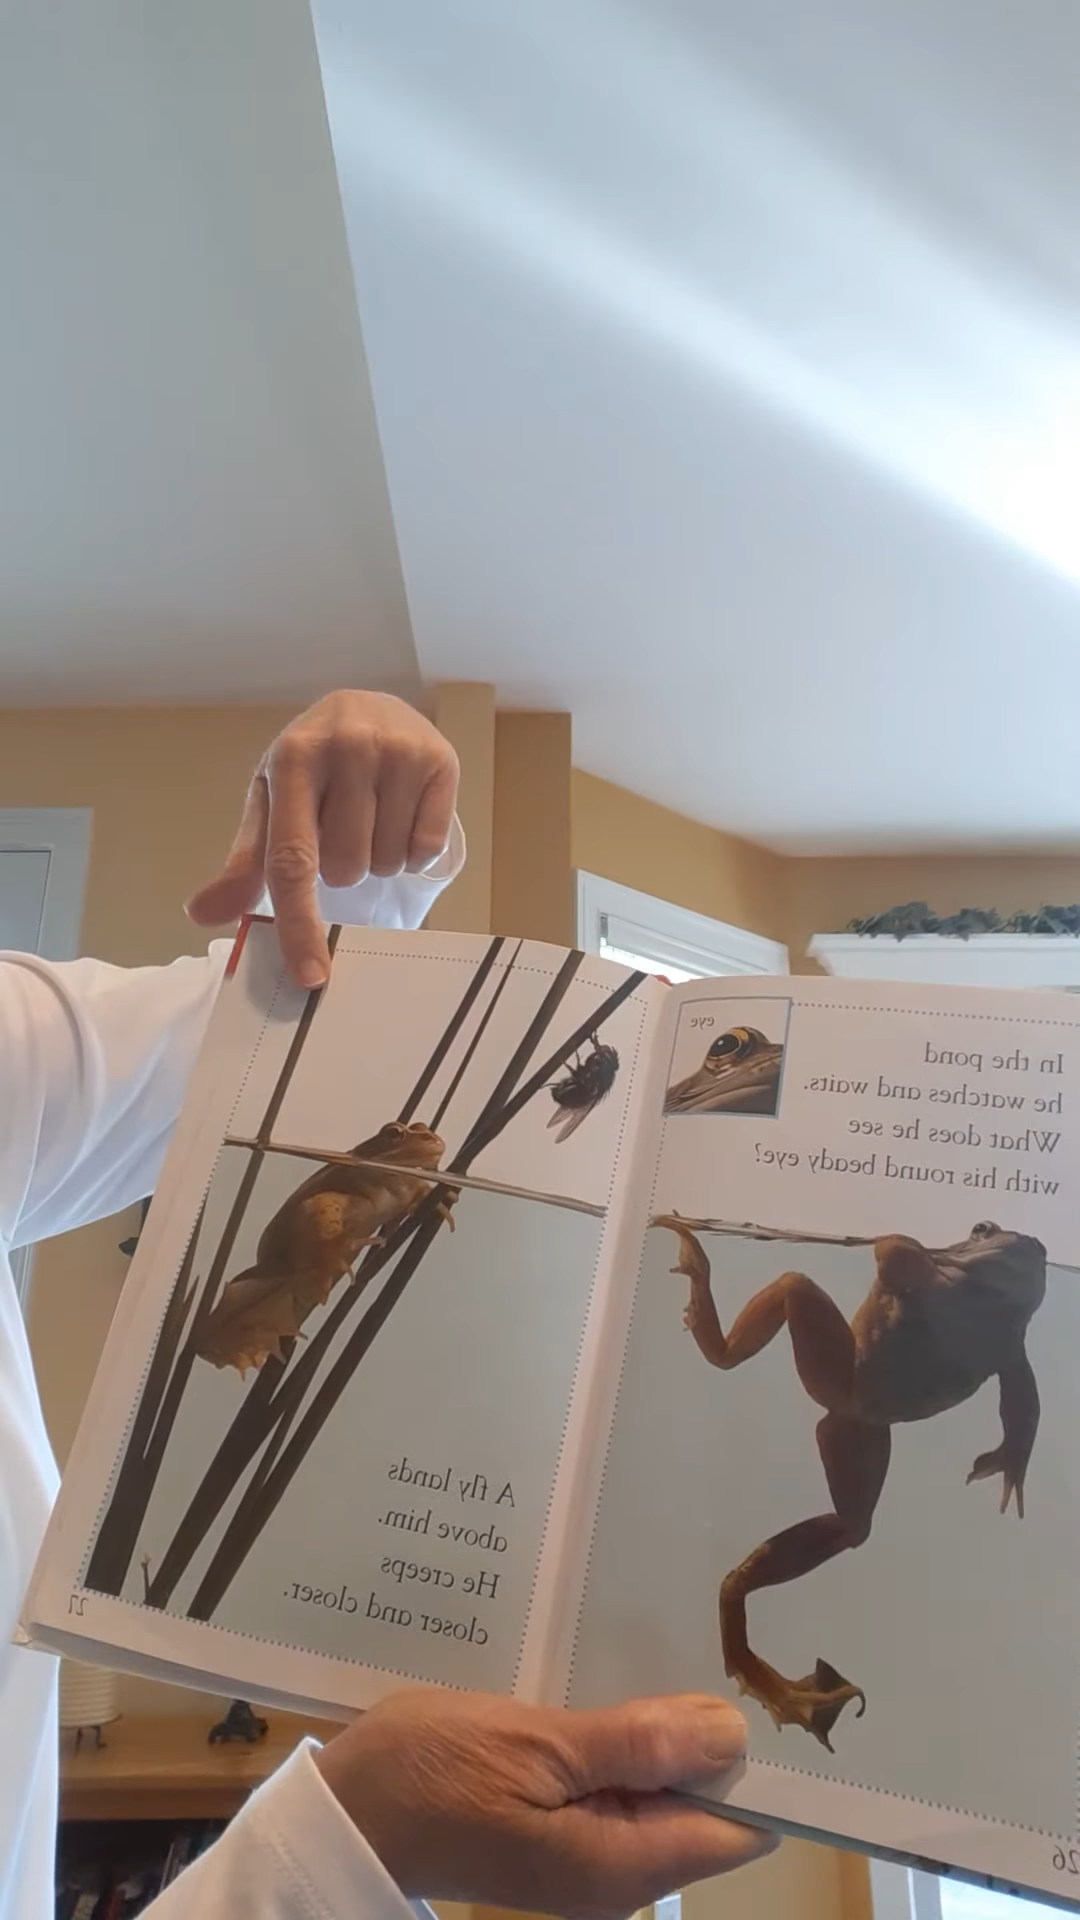 eye
In the pond
he watches and waits.
What does he see
with his round beady eye?
26
A fly lands
above him.
He creeps
closer and closer.
27